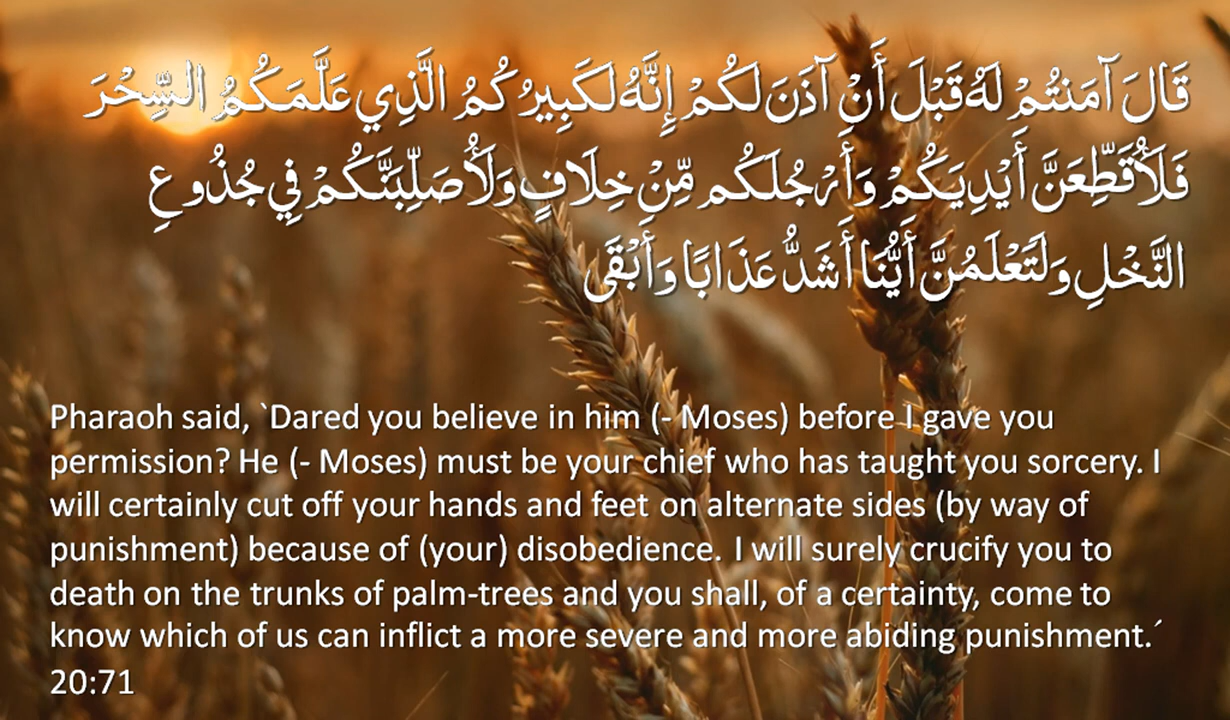 قَالَ آمَنتُمْ لَهُ قَبْلَ أَنْ آذَنَ لَكُمْ إِنَّهُ لَكَبِيرُكُمُ الَّذِي عَلَّمَكُمُ السِّحْرَ
فَلَأُقَطِّعَنَّ أَيْدِيَكُمْ وَأَرْجُلَكُم مِّنْ خِلَافٍ وَلَأُصَلِّبَنَّكُمْ فِي جُذُوعِ
النَّخْلِ وَلَتَعْلَمُنَّ أَيُّنَا أَشَدُّ عَذَابًا وَأَبْقَى
Pharaoh said, `Dared you believe in him (- Moses) before I gave you
permission? He (- Moses) must be your chief who has taught you sorcery. I
will certainly cut off your hands and feet on alternate sides (by way of
punishment) because of (your) disobedience. I will surely crucify you to
death on the trunks of palm-trees and you shall, of a certainty, come to
know which of us can inflict a more severe and more abiding punishment.´
20:71